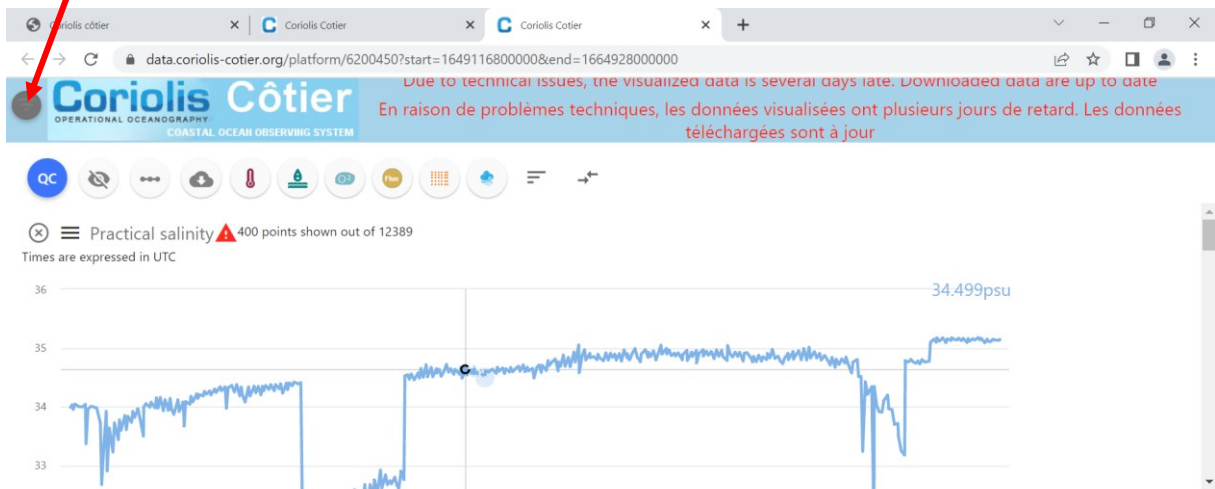 Coriolis côtier
Coriolis Cotier
Coriolis Cotier
data.coriolis-cotier.org/platform/6200450?start=1649116800000&end=1664928000000
Coriolis Côtier
OPERATIONAL OCEANOGRAPHY
COASTAL OCEAN OBSERVING SYSTEM
Due to technical issues, the visualized data is several days late. Downloaded data are up to date
En raison de problèmes techniques, les données visualisées ont plusieurs jours de retard. Les données
téléchargées sont à jour
QC
Practical salinity 400 points shown out of 12389
Times are expressed in UTC
34.499psu
36
35
34
33